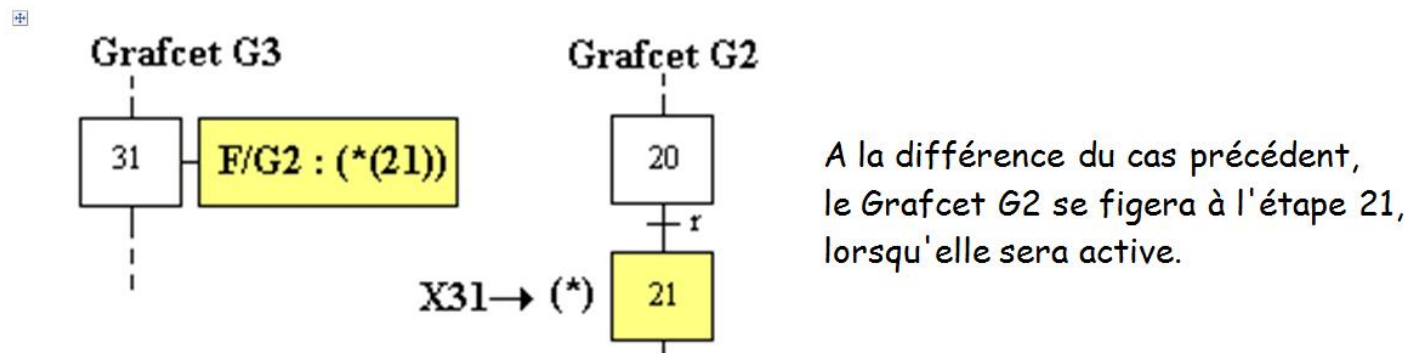 Grafcet G3
Grafcet G2
31
F/G2 : (*(21))
20
r
X31→ (*)
21
A la différence du cas précédent,
le Grafcet G2 se figera à l'étape 21,
lorsqu'elle sera active.